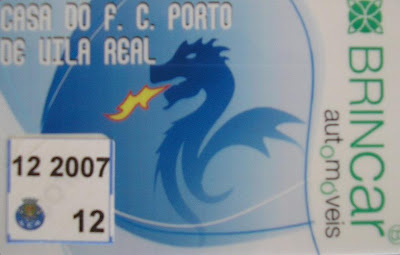 CASA DO F. C. PORTO
DE VILA REAL
12 2007
12
BRINCar
automóveis